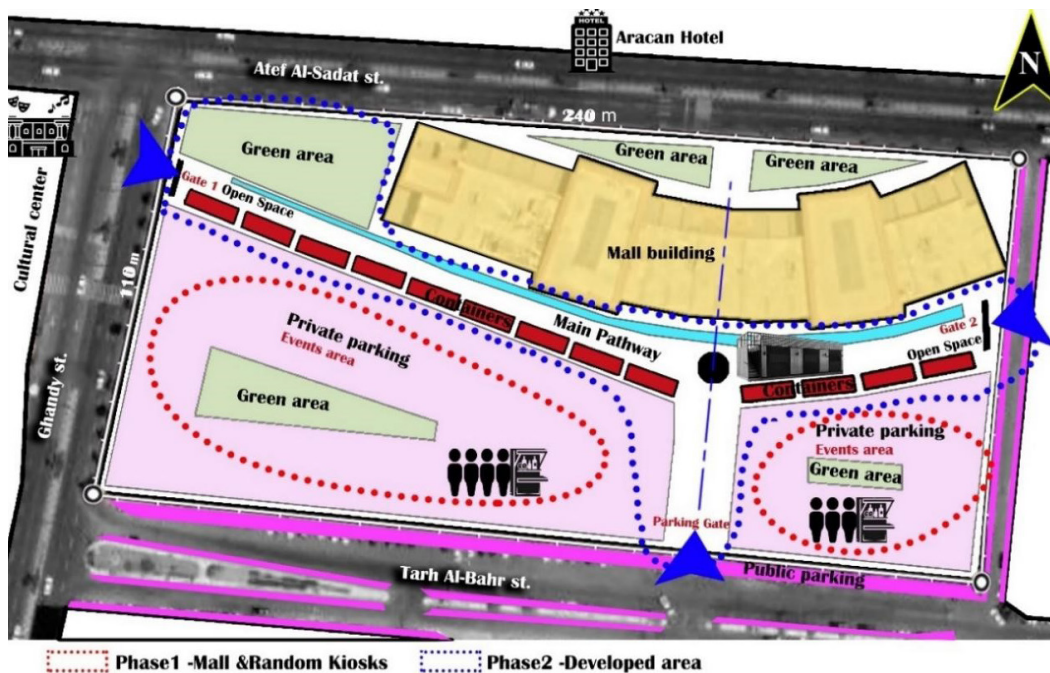 HOTEL
Aracan Hotel
N
Atef Al-Sadat st.
240 m
Green area
Green area
Green area
Gate 1 Open Space
Cultural center
Mall building
110 m
Containers
Main Pathway
Gate 2
Open Space
Private parking
Events area
Containers
Ghandy st.
Green area
Private parking
Events area
Green area
Parking Gate
Public parking
Tarh Al-Bahr st.
Phase1 -Mall &Random Kiosks
Phase2 -Developed area